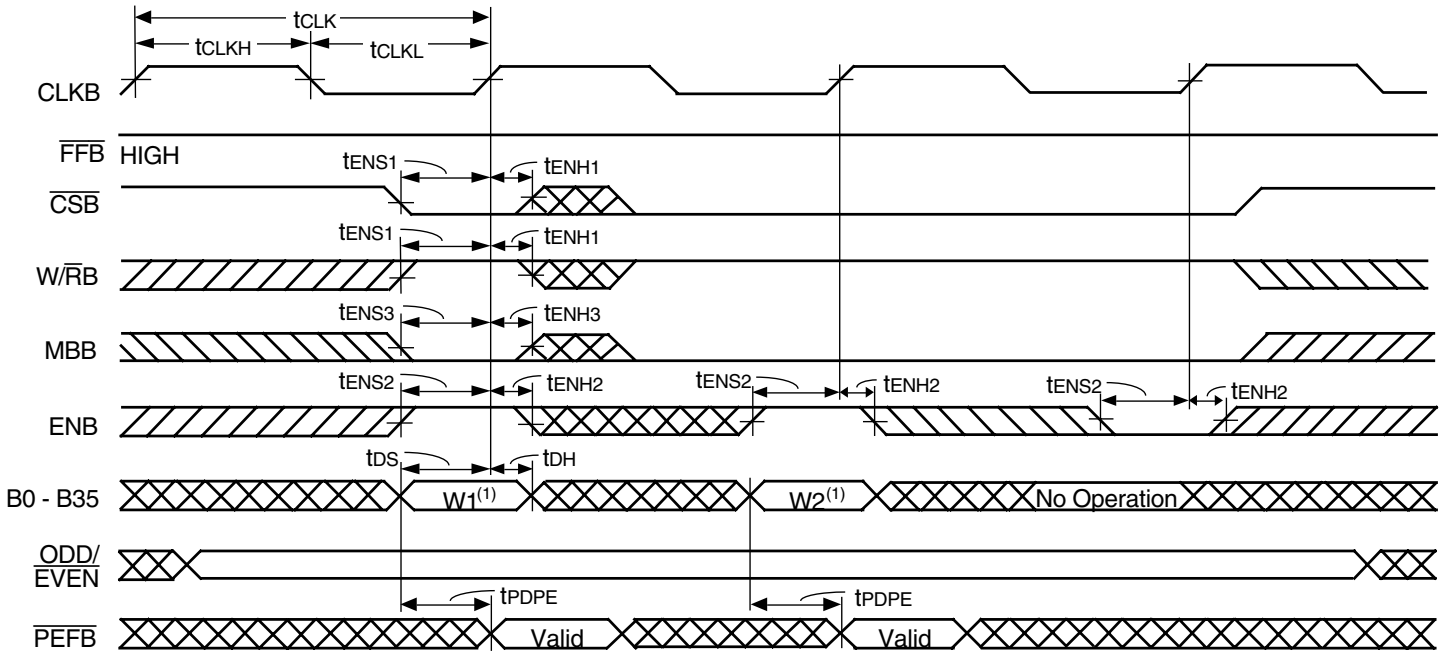 tCLK
tCLKH
tCLKL
CLKB
FFB HIGH
tENS1
tENH1
CSB
tENS1
tENH1
W/RB
tENS3
tENH3
MBB
tENS2
tENH2
tENS2
tENH2
tENS2
tENH2
ENB
tDS
tDH
B0 - B35
W1(1)
W2(1)
No Operation
ODD/
EVEN
tPDPE
tPDPE
PEFB
Valid
Valid